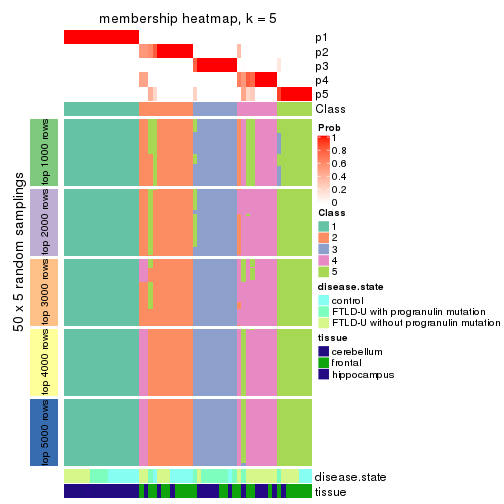 membership heatmap, k = 5
p1
p2
p3
p4
p5
Class
50 x 5 random samplings
top 1000 rows
top 2000 rows
top 3000 rows
top 4000 rows
top 5000 rows
disease.state
tissue
Prob
1
0.8
0.6
0.4
0.2
0
Class
1
2
3
4
5
disease.state
control
FTLD-U with progranulin mutation
FTLD-U without progranulin mutation
tissue
cerebellum
frontal
hippocampus